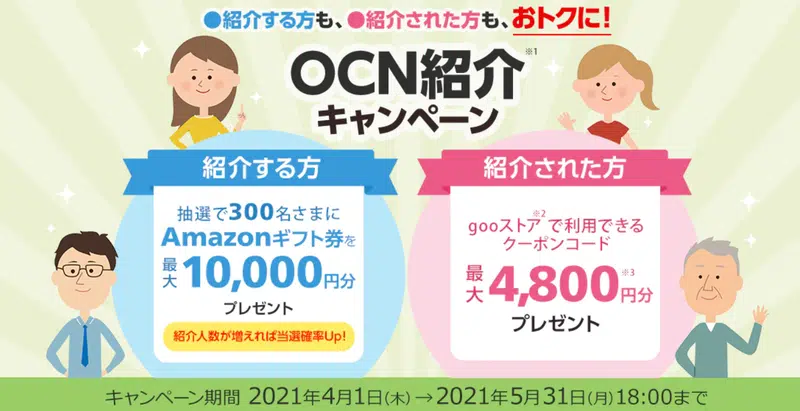 ●紹介する方も、●紹介された方も、おトクに!
OCN紹介※1
キャンペーン
紹介する方
抽選で300名さまに
Amazonギフト券を
最大10,000円分
プレゼント
紹介人数が増えれば当選確率Up!
紹介された方
gooストア※2で利用できる
クーポンコード
最大4,800円分※3
プレゼント
キャンペーン期間 2021年4月1日(木)→2021年5月31日(月)18:00まで